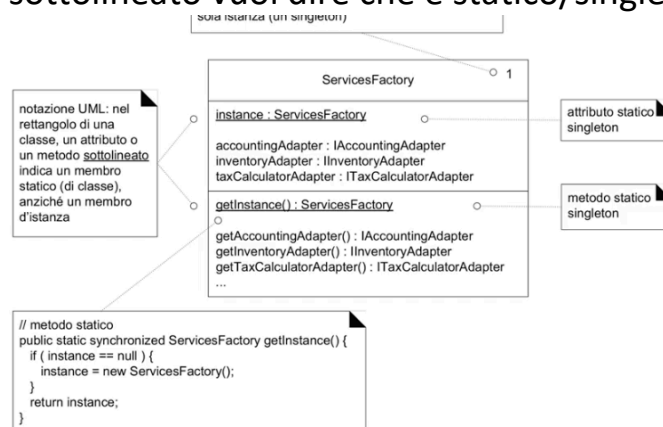 sottolineato vuol dire che è statico/single
sola istanza (un singleton)
ServicesFactory
1
notazione UML: nel
rettangolo di una
classe, un attributo o
un metodo sottolineato
indica un membro
statico (di classe),
anziché un membro
d'istanza
instance : ServicesFactory
accountingAdapter : IAccountingAdapter
inventoryAdapter : IInventoryAdapter
taxCalculatorAdapter : ITaxCalculatorAdapter
getInstance() : ServicesFactory
getAccountingAdapter() : IAccountingAdapter
getInventoryAdapter() : IInventoryAdapter
getTaxCalculatorAdapter() : ITaxCalculatorAdapter
...
attributo statico
singleton
metodo statico
singleton
// metodo statico
public static synchronized ServicesFactory getInstance() {
if ( instance == null ) {
instance = new ServicesFactory();
}
return instance;
}